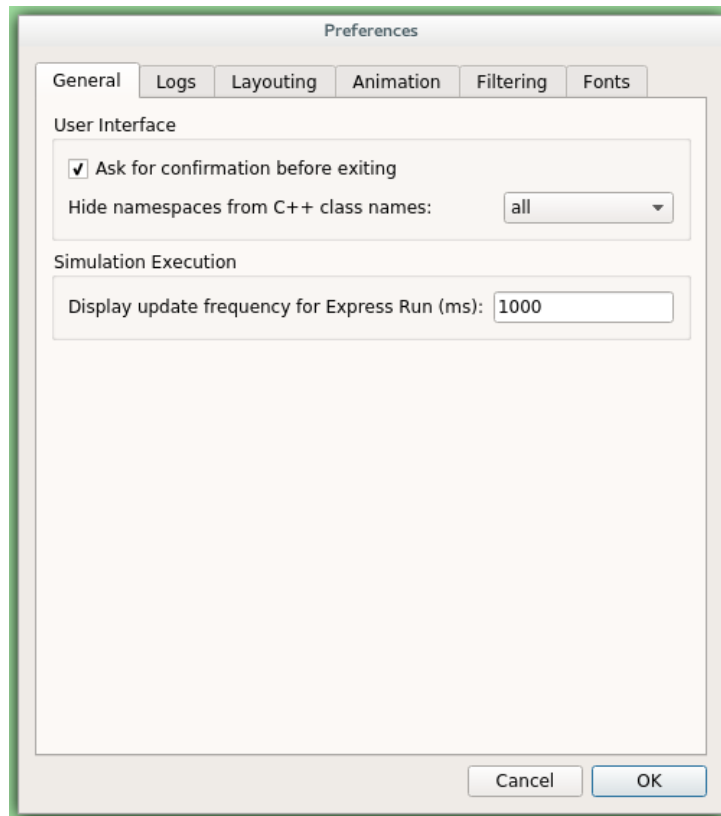 Preferences
General Logs Layouting Animation Filtering Fonts
User Interface
Ask for confirmation before exiting
Hide namespaces from C++ class names: all
Simulation Execution
Display update frequency for Express Run (ms): 1000
Cancel OK